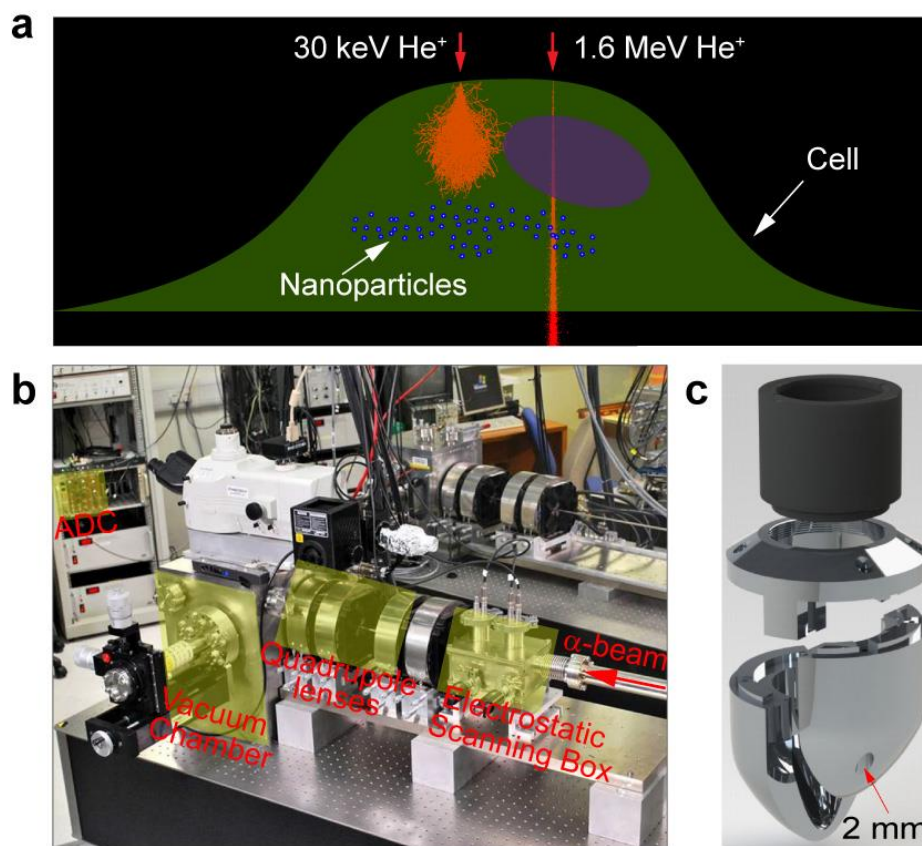 a
30 keV He⁺
1.6 MeV He⁺
Cell
Nanoparticles
b
ADC
α-beam
Quadrupole
lenses
Electrostatic
Scanning Box
Vacuum
Chamber
c
2 mm